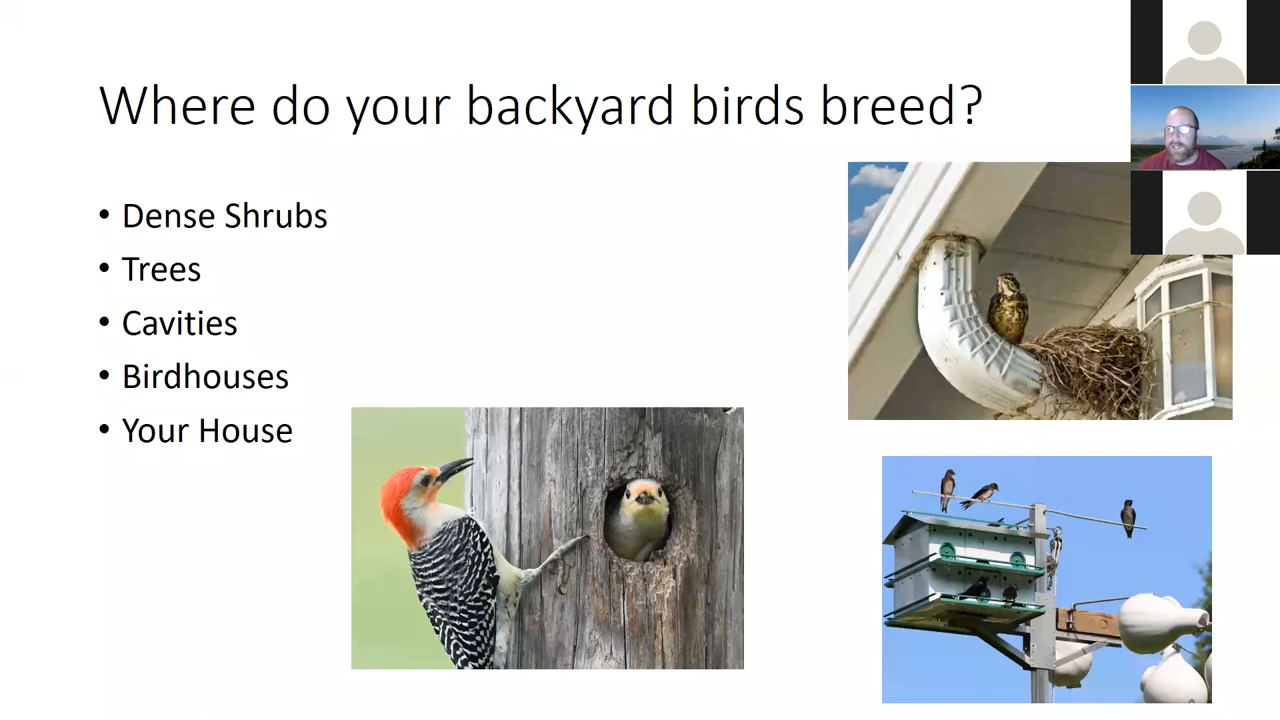 Where do your backyard birds breed?
• Dense Shrubs
• Trees
• Cavities
• Birdhouses
• Your House